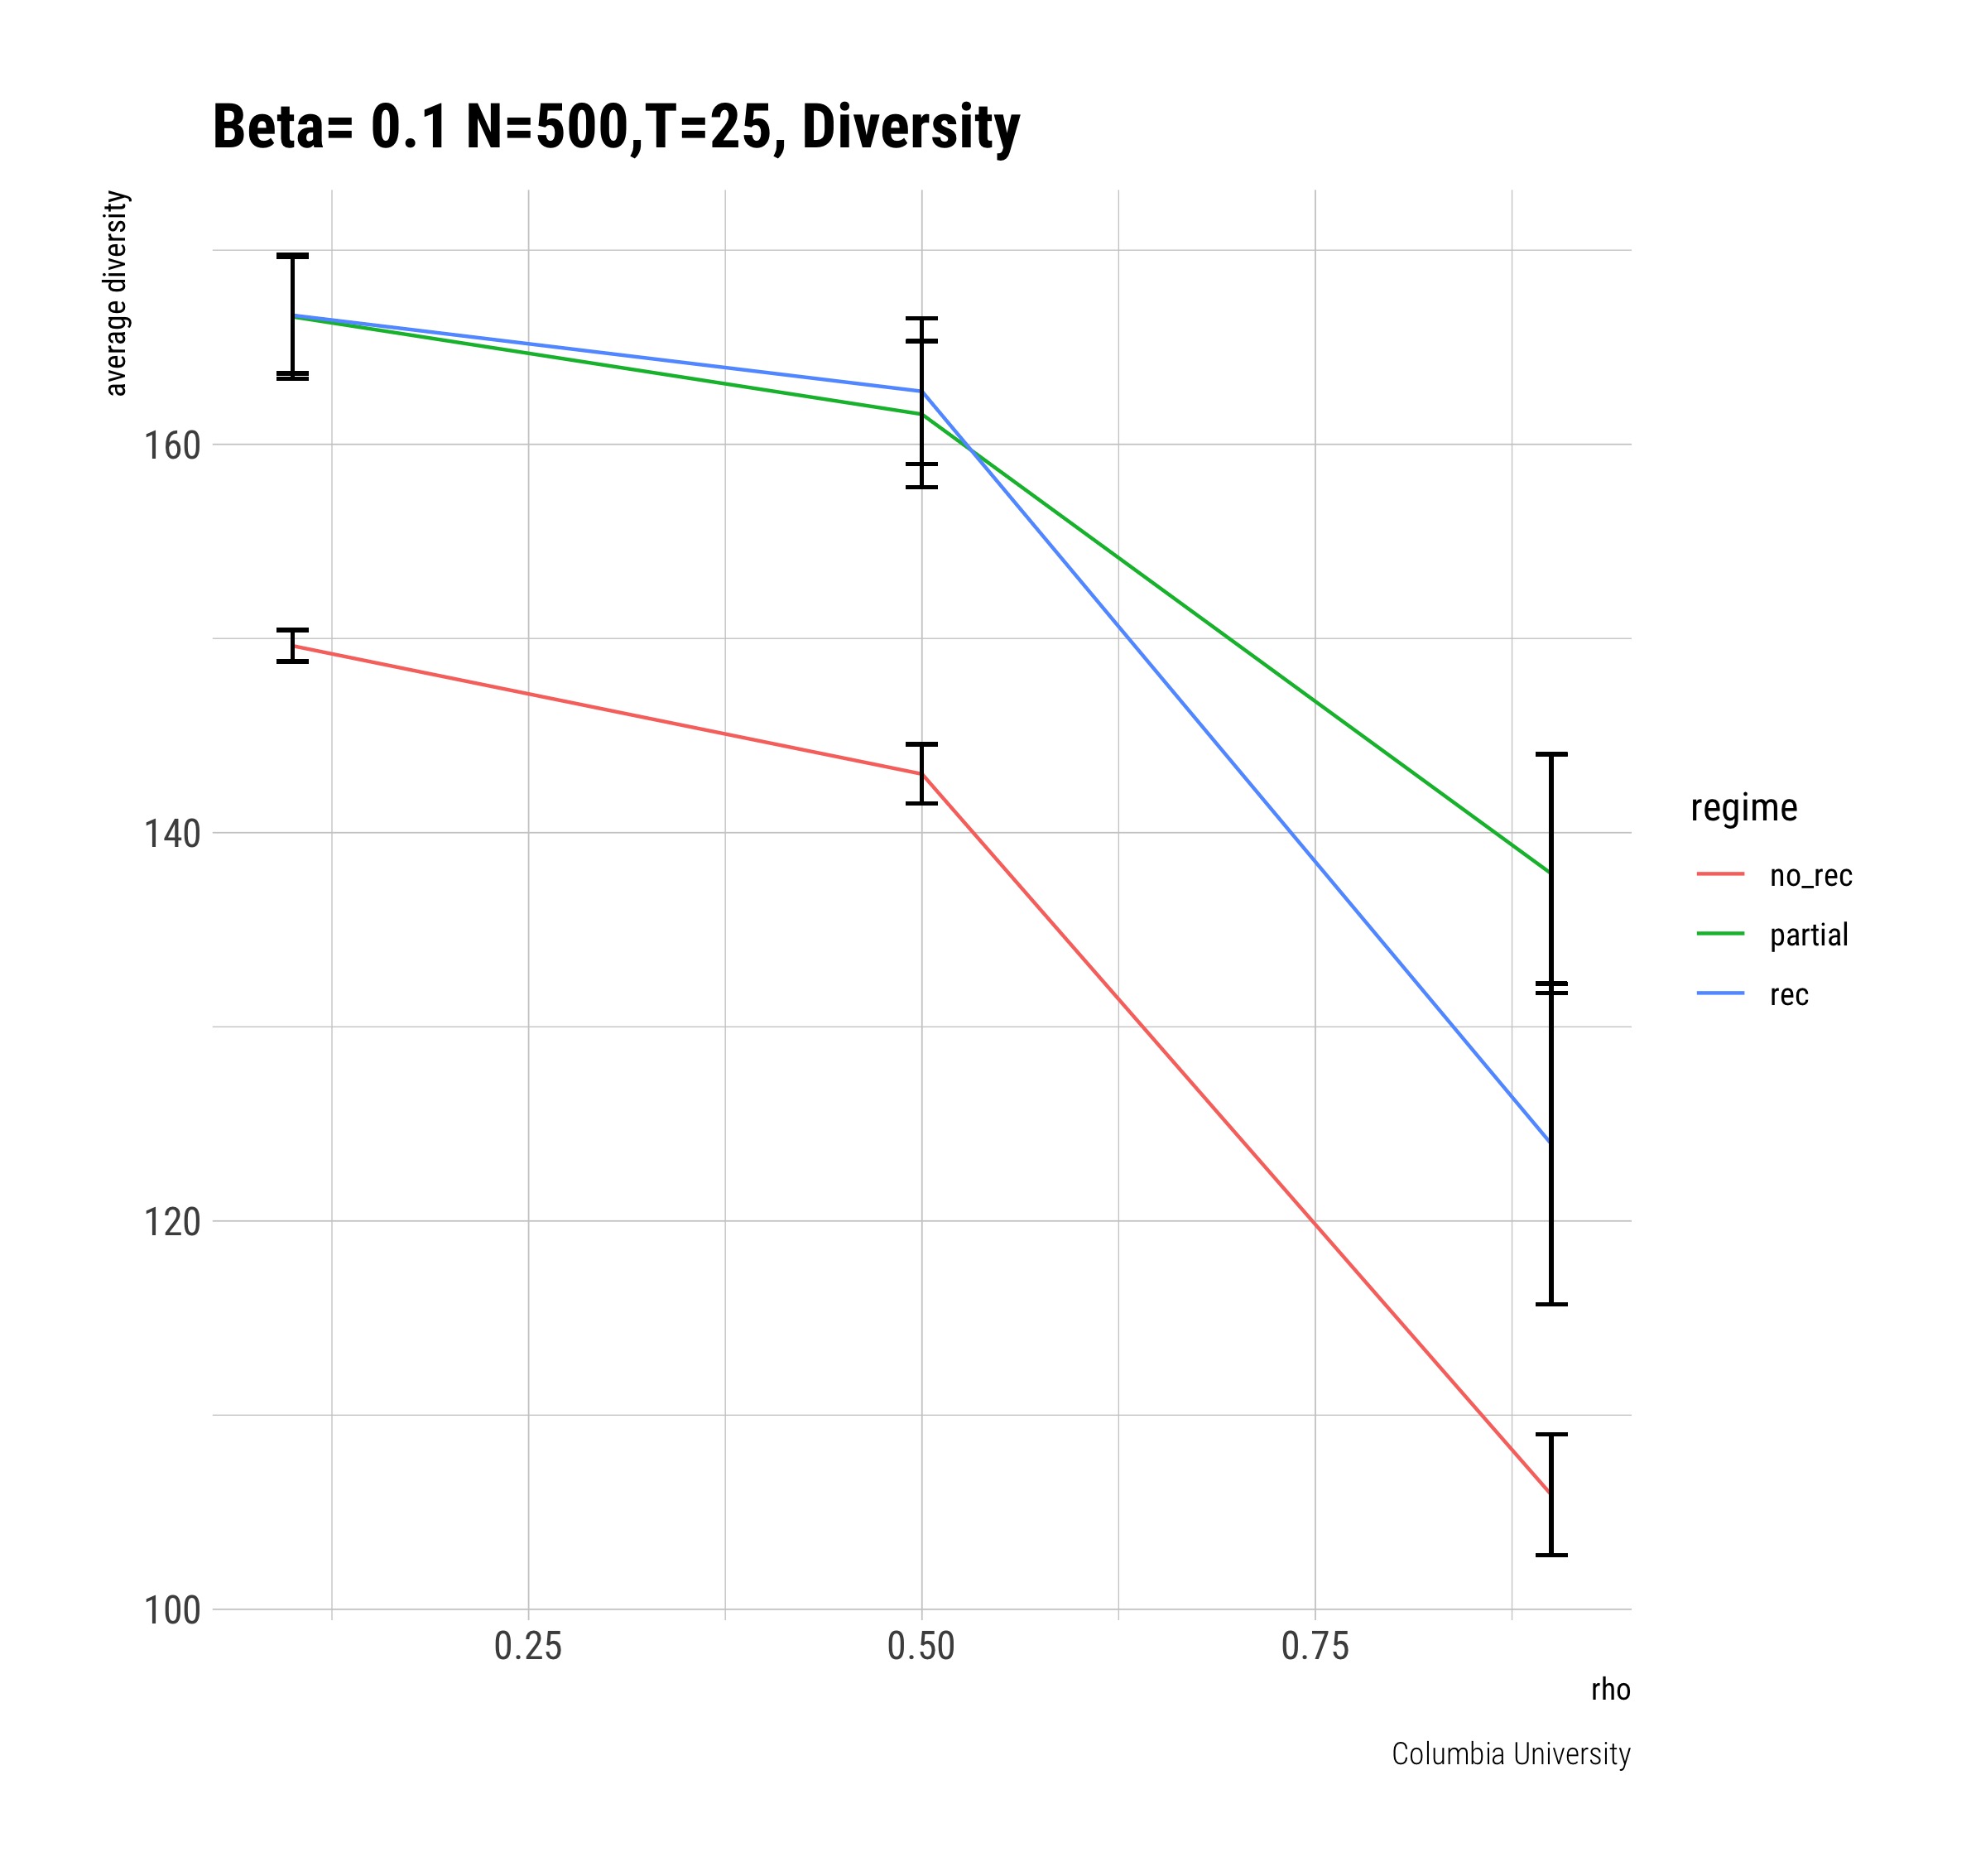 Beta= 0.1 N=500,T=25, Diversity
average diversity
160
140
120
100
0.25 0.50 0.75
rho
regime
no_rec
partial
rec
Columbia University